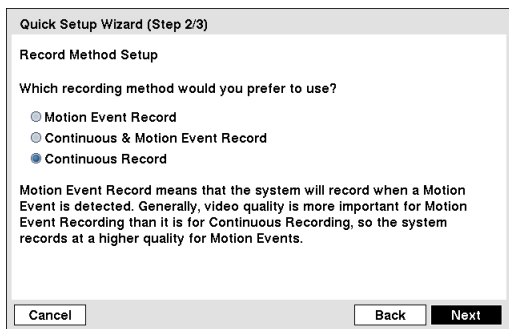 Quick Setup Wizard (Step 2/3)
Record Method Setup
Which recording method would you prefer to use?
Motion Event Record
Continuous & Motion Event Record
Continuous Record
Motion Event Record means that the system will record when a Motion
Event is detected. Generally, video quality is more important for Motion
Event Recording than it is for Continuous Recording, so the system
records at a higher quality for Motion Events.
Cancel Back Next